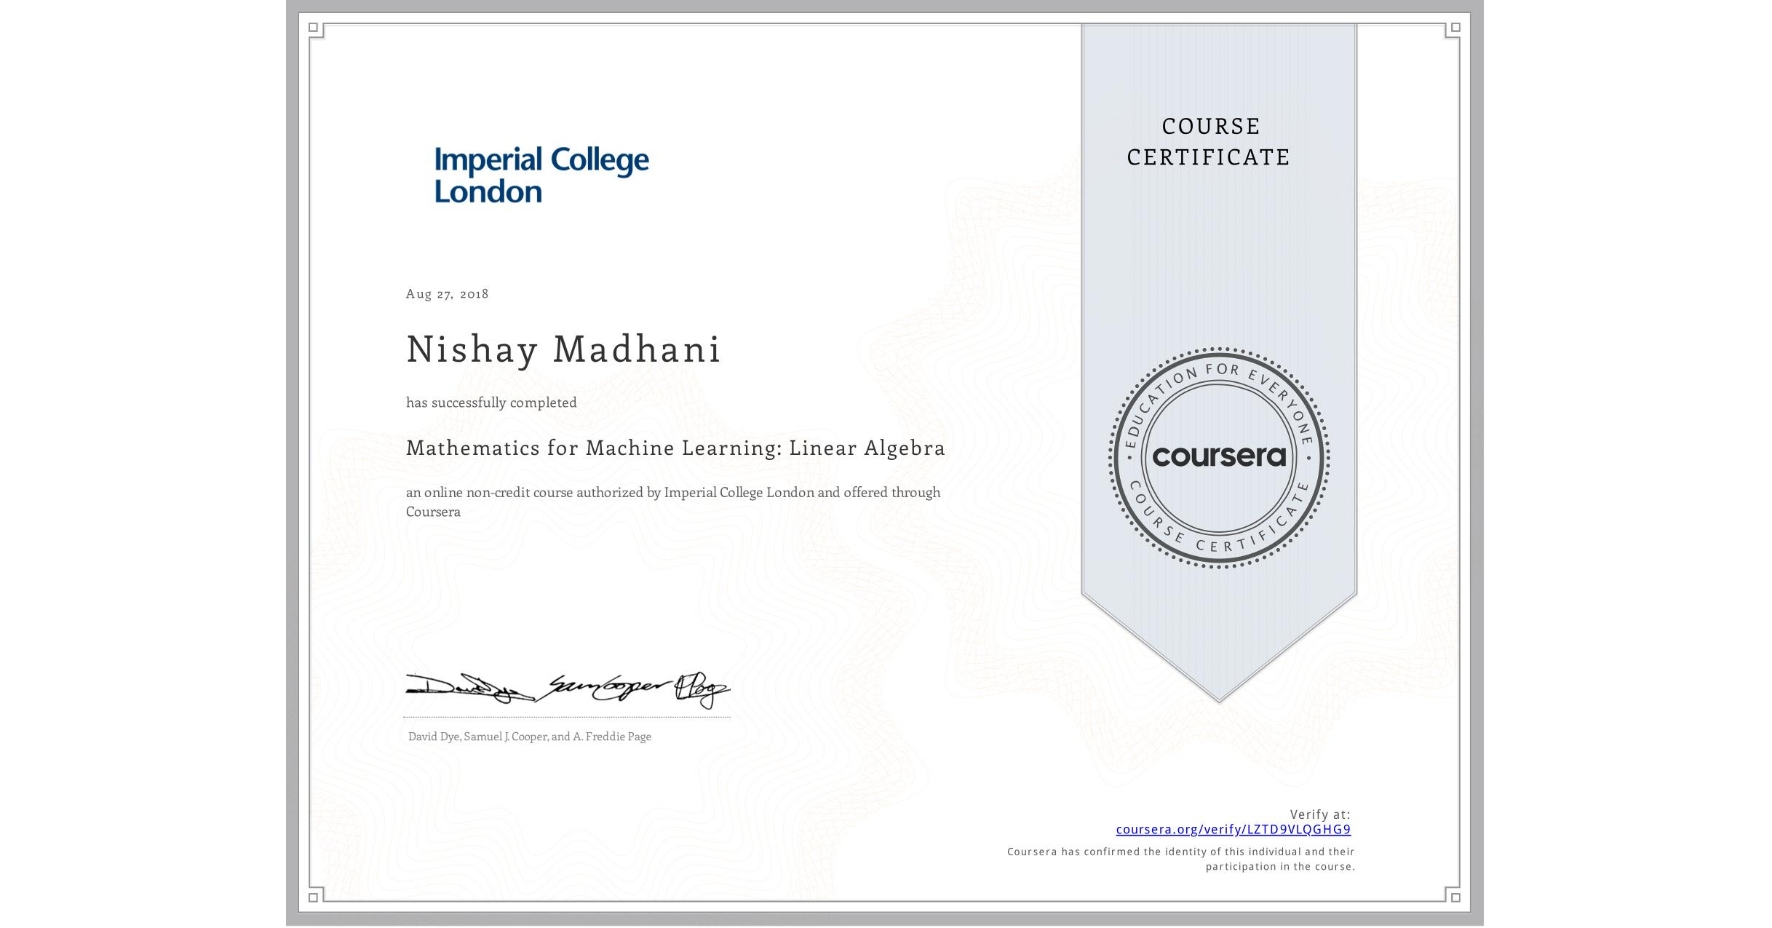 Imperial College
London
COURSE
CERTIFICATE
Aug 27, 2018
Nishay Madhani
has successfully completed
Mathematics for Machine Learning: Linear Algebra
an online non-credit course authorized by Imperial College London and offered through
Coursera
EDUCATION FOR EVERYONE
coursera
COURSE CERTIFICATE
David Dye, Samuel J. Cooper, and A. Freddie Page
Verify at:
coursera.org/verify/LZTD9VLQGHG9
Coursera has confirmed the identity of this individual and their
participation in the course.